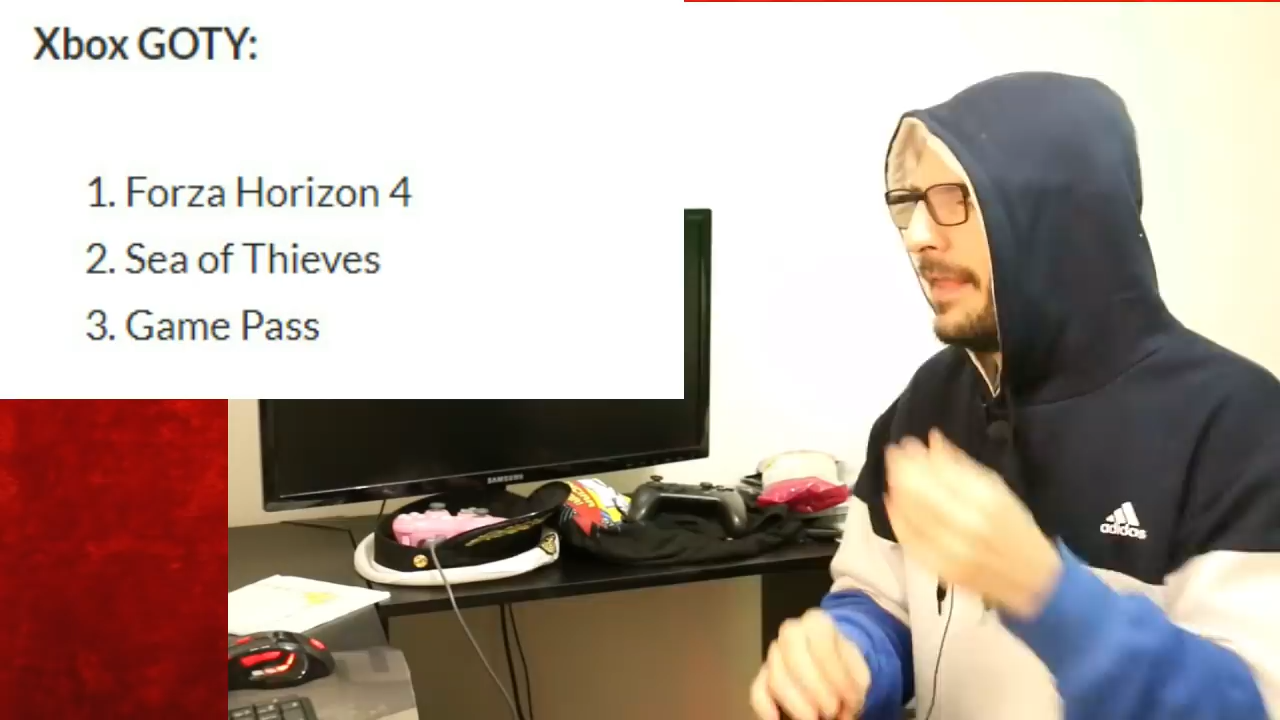 Xbox GOTY:
1. Forza Horizon 4
2. Sea of Thieves
3. Game Pass
SAMSUNG
adidas